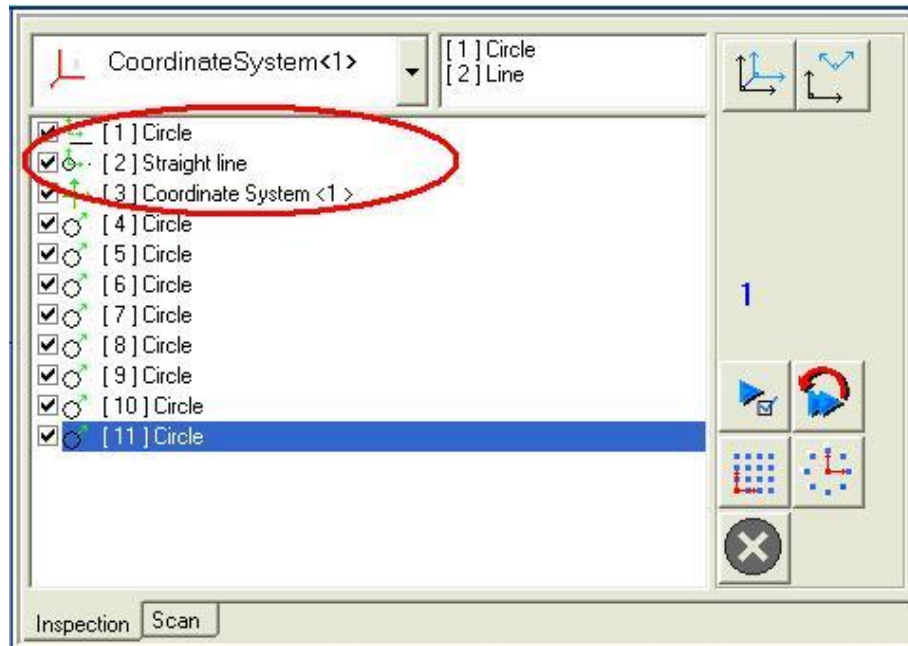 CoordinateSystem<1>
[ 1 ] Circle
[ 2 ] Line
[ 1 ] Circle
[ 2 ] Straight line
[ 3 ] Coordinate System <1 >
[ 4 ] Circle
[ 5 ] Circle
[ 6 ] Circle
[ 7 ] Circle
[ 8 ] Circle
[ 9 ] Circle
[ 10 ] Circle
[ 11 ] Circle
1
Inspection
Scan